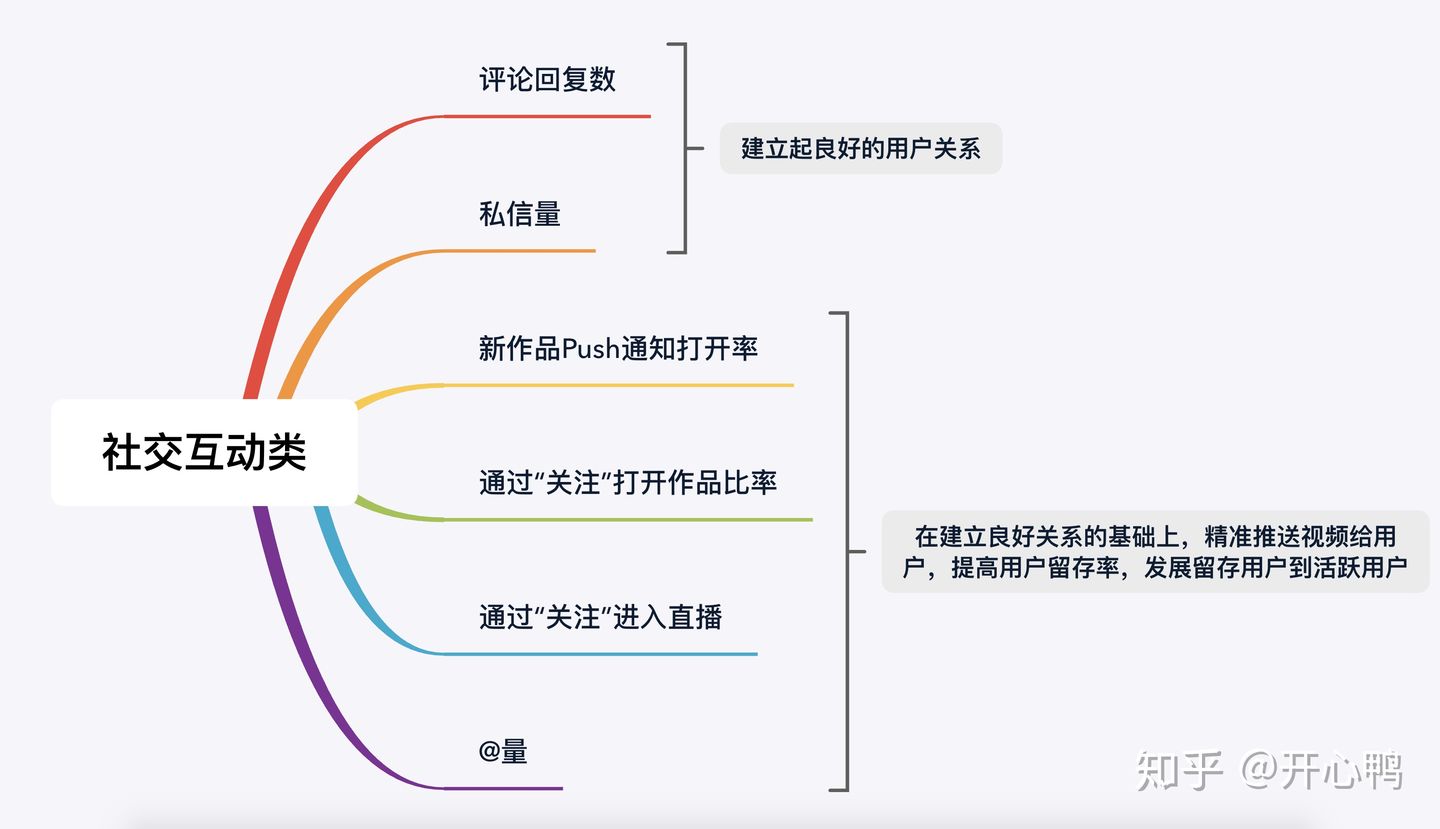 评论回复数
建立起良好的用户关系
私信量
新作品Push通知打开率
社交互动类
通过“关注”打开作品比率
在建立良好关系的基础上，精准推送视频给用
户，提高用户留存率，发展留存用户到活跃用户
通过“关注”进入直播
@量
知乎 @开心鸭